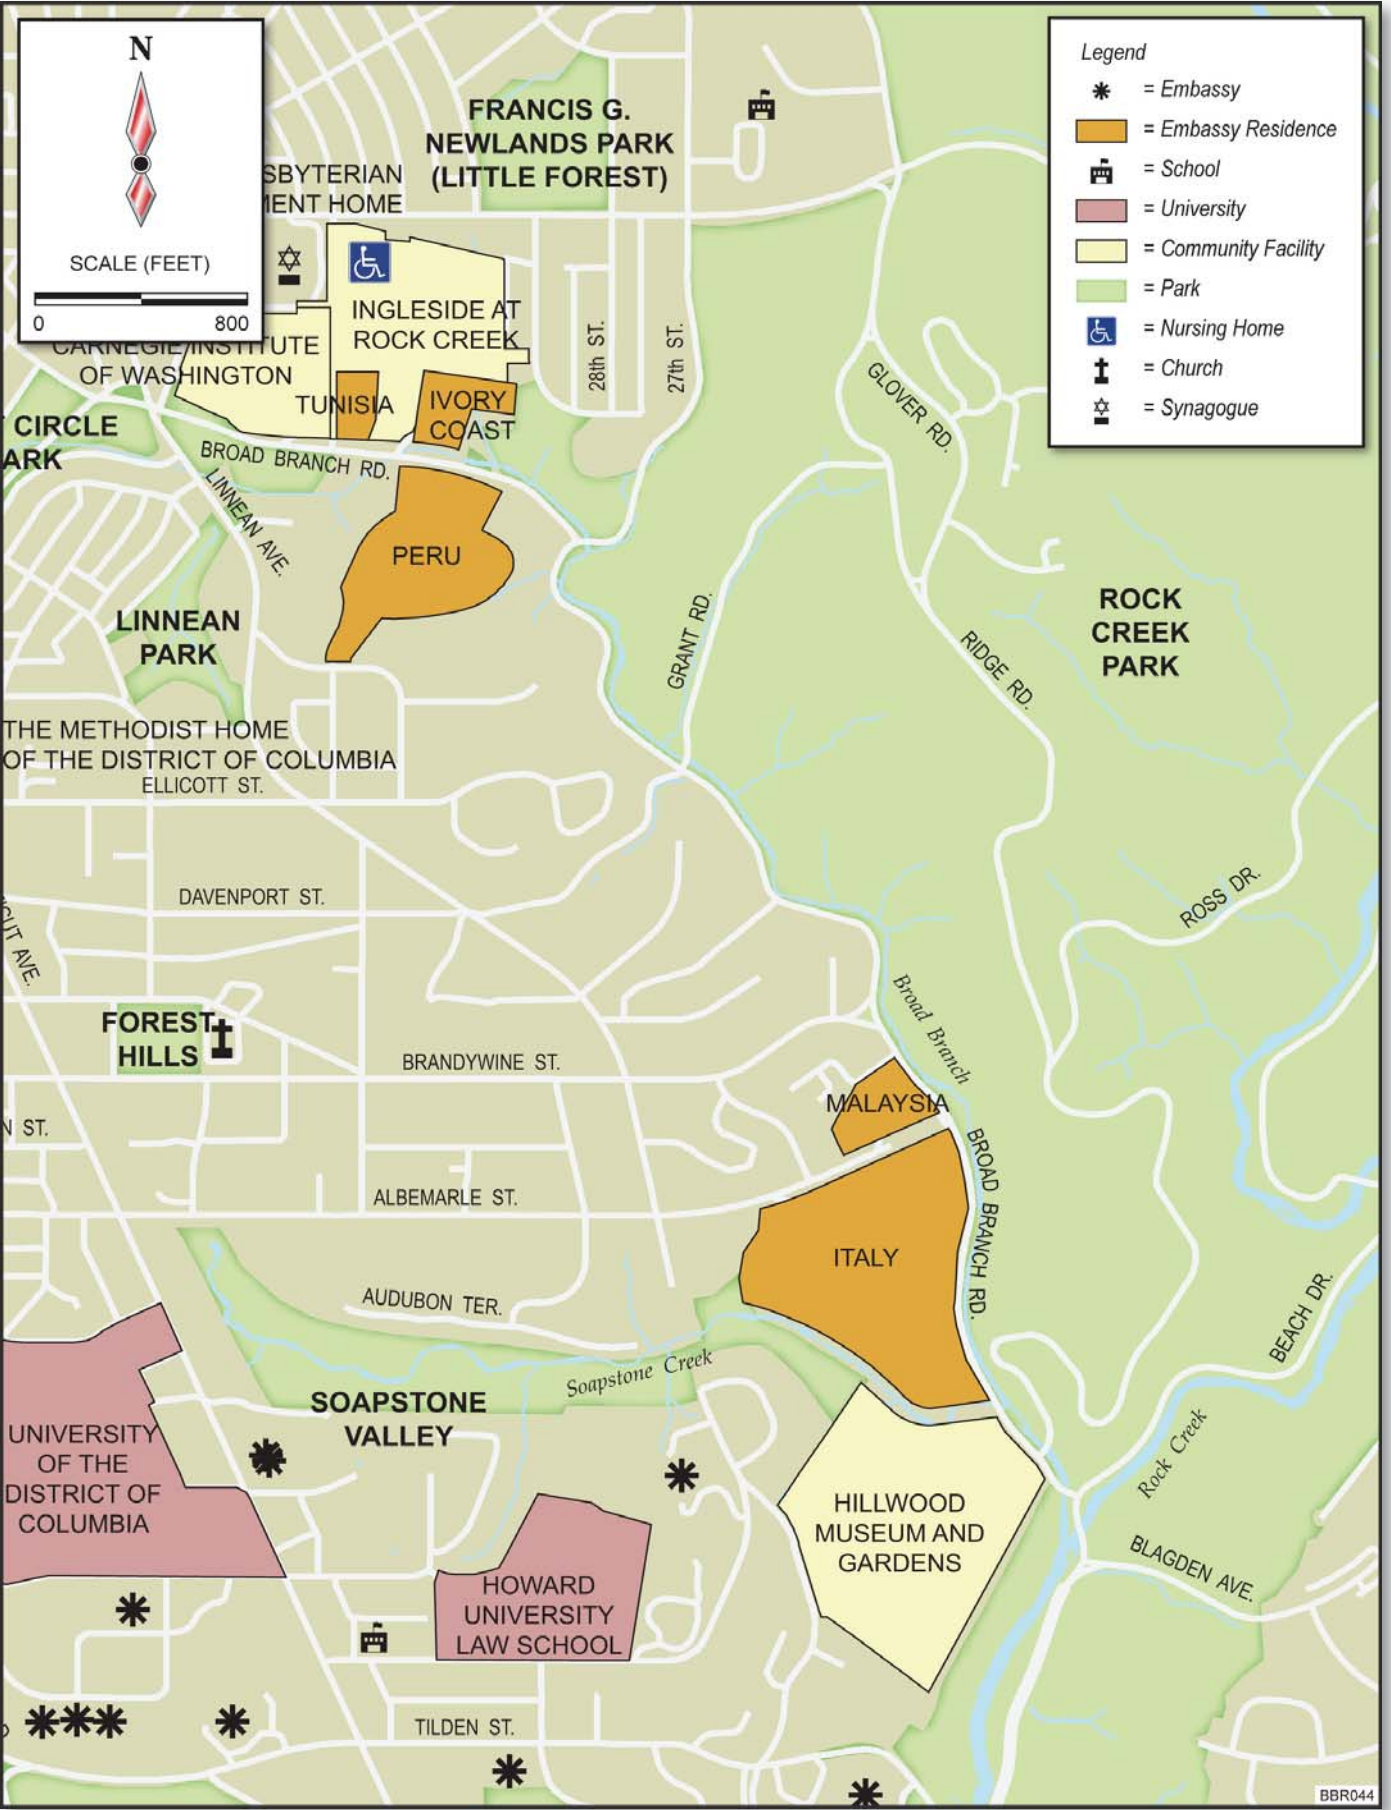 N
SCALE (FEET)
0 800
Legend
= Embassy
= Embassy Residence
= School
= University
= Community Facility
= Park
= Nursing Home
= Church
= Synagogue
FRANCIS G.
NEWLANDS PARK
(LITTLE FOREST)
SBYTERIAN
MENT HOME
INGLESIDE AT
ROCK CREEK
CARNEGIE INSTITUTE
OF WASHINGTON
TUNISIA
IVORY
COAST
28th ST.
27th ST.
GLOVER RD.
CIRCLE
ARK
BROAD BRANCH RD.
LINNEAN AVE.
PERU
LINNEAN
PARK
GRANT RD.
RIDGE RD.
ROCK
CREEK
PARK
THE METHODIST HOME
OF THE DISTRICT OF COLUMBIA
ELLICOTT ST.
DAVENPORT ST.
ROSS DR.
CUT AVE.
Broad Branch
FOREST
HILLS
BRANDYWINE ST.
MALAYSIA
N ST.
BROAD BRANCH RD.
ALBEMARLE ST.
ITALY
AUDUBON TER.
BEACH DR.
Soapstone Creek
SOAPSTONE
VALLEY
UNIVERSITY
OF THE
DISTRICT OF
COLUMBIA
Rock Creek
HILLWOOD
MUSEUM AND
GARDENS
BLAGDEN AVE.
HOWARD
UNIVERSITY
LAW SCHOOL
TILDEN ST.
BBR044